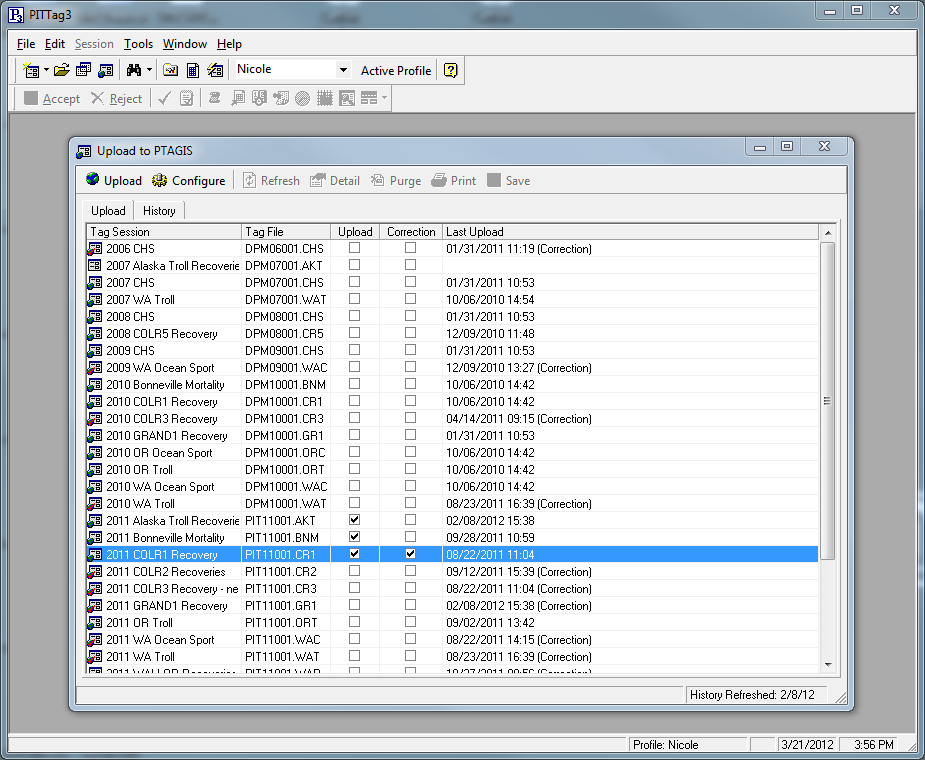 PITTag3
File Edit Session Tools Window Help
Nicole Active Profile
Accept Reject
Upload to PTAGIS
Upload Configure Refresh Detail Purge Print Save
Upload History
Tag Session Tag File Upload Correction Last Upload
2006 CHS DPM06001.CHS 01/31/2011 11:19 (Correction)
2007 Alaska Troll Recoverie DPM07001.AKT
2007 CHS DPM07001.CHS 01/31/2011 10:53
2007 WA Troll DPM07001.WAT 10/06/2010 14:54
2008 CHS DPM08001.CHS 01/31/2011 10:53
2008 COLR5 Recovery DPM08001.CR5 12/09/2010 11:48
2009 CHS DPM09001.CHS 01/31/2011 10:53
2009 WA Ocean Sport DPM09001.WAC 12/09/2010 13:27 (Correction)
2010 Bonneville Mortality DPM10001.BNM 10/06/2010 14:42
2010 COLR1 Recovery DPM10001.CR1 10/06/2010 14:42
2010 COLR3 Recovery DPM10001.CR3 04/14/2011 09:15 (Correction)
2010 GRAND1 Recovery DPM10001.GR1 01/31/2011 10:53
2010 OR Ocean Sport DPM10001.ORC 10/06/2010 14:42
2010 OR Troll DPM10001.ORT 10/06/2010 14:42
2010 WA Ocean Sport DPM10001.WAC 10/06/2010 14:42
2010 WA Troll DPM10001.WAT 08/23/2011 16:39 (Correction)
2011 Alaska Troll Recoverie PIT11001.AKT 02/08/2012 15:38
2011 Bonneville Mortality PIT11001.BNM 09/28/2011 10:59
2011 COLR1 Recovery PIT11001.CR1 08/22/2011 11:04
2011 COLR2 Recoveries PIT11001.CR2 09/12/2011 15:39 (Correction)
2011 COLR3 Recovery - ne PIT11001.CR3 08/22/2011 11:04 (Correction)
2011 GRAND1 Recovery PIT11001.GR1 02/08/2012 15:38 (Correction)
2011 OR Troll PIT11001.ORT 09/02/2011 13:42
2011 WA Ocean Sport PIT11001.WAC 08/22/2011 14:15 (Correction)
2011 WA Troll PIT11001.WAT 08/23/2011 16:39 (Correction)
History Refreshed: 2/8/12
Profile: Nicole 3/21/2012 3:56 PM